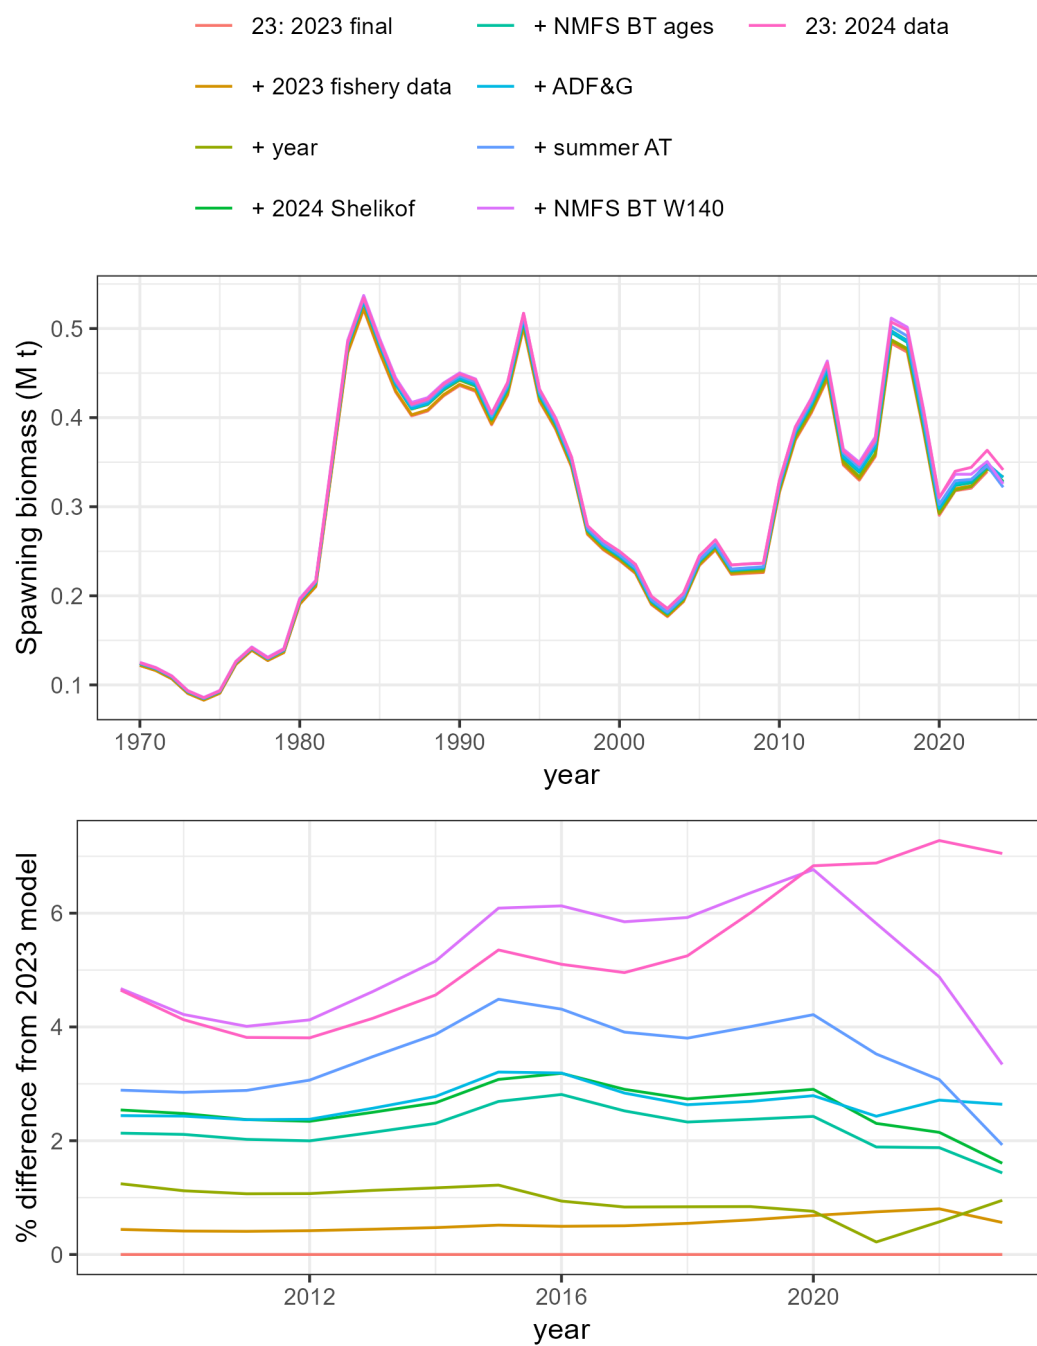 23: 2023 final
+ NMFS BT ages
23: 2024 data
+ 2023 fishery data
+ ADF&G
+ year
+ summer AT
+ 2024 Shelikof
+ NMFS BT W140
Spawning biomass (M t)
0.5
0.4
0.3
0.2
0.1
1970
1980
1990
2000
2010
2020
year
% difference from 2023 model
6
4
2
0
2012
2016
2020
year